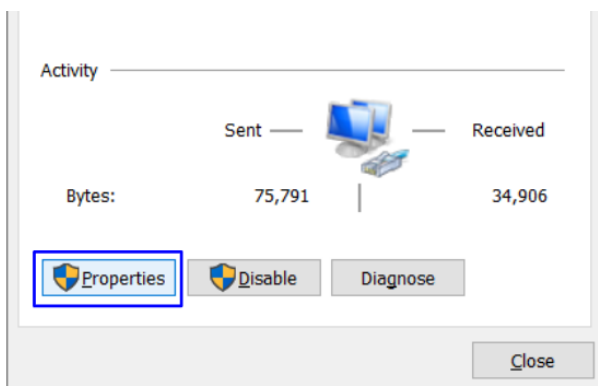 Activity
Sent Received
Bytes: 75,791 34,906
Properties Disable Diagnose
Close